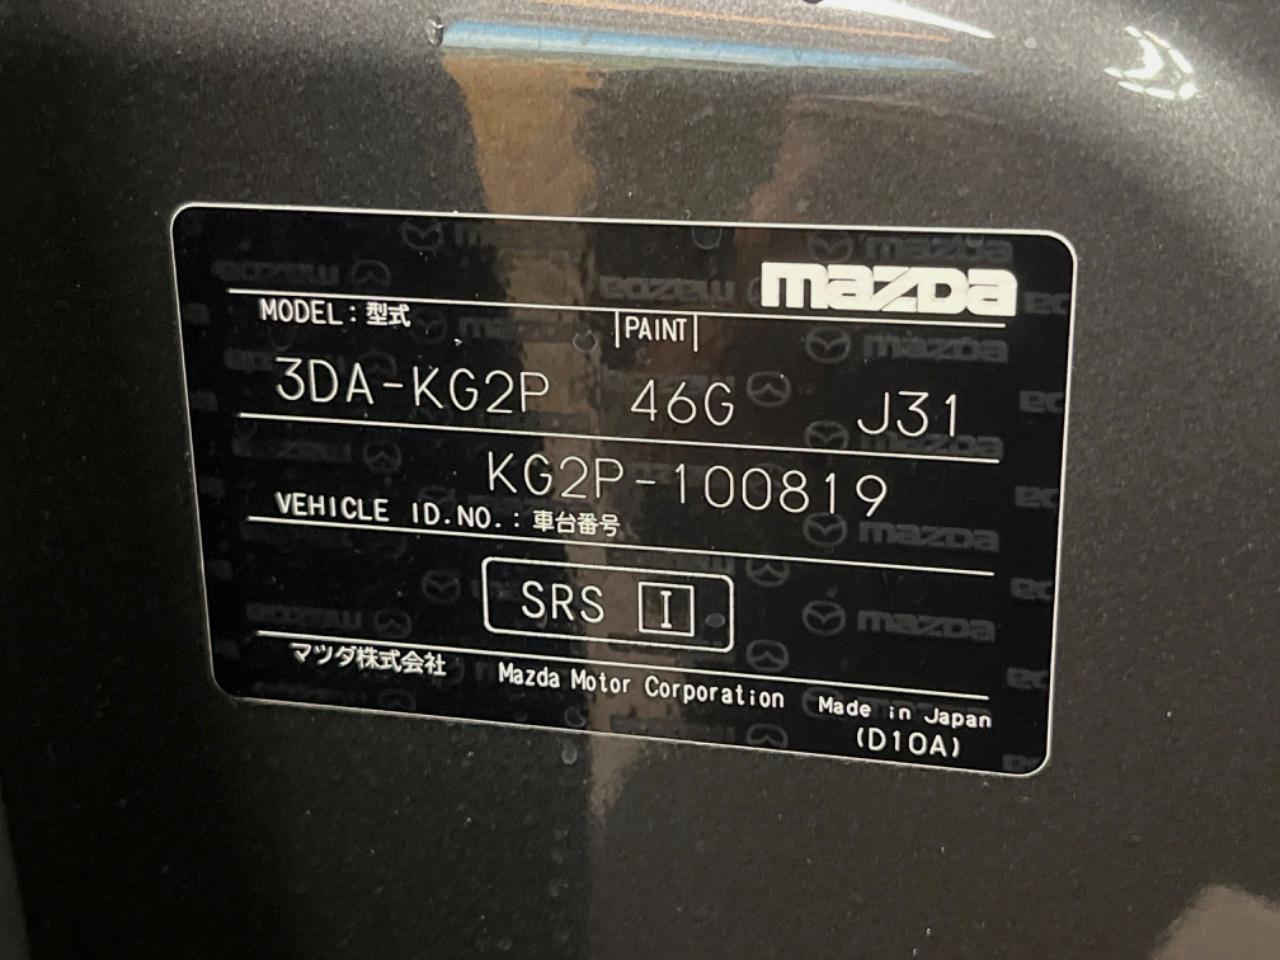 mazda
MODEL：型式 |PAINT|
3DA-KG2P 46G J31
KG2P-100819
VEHICLE ID.NO.：車台番号
SRS I
マツダ株式会社 Mazda Motor Corporation Made in Japan
(D10A)